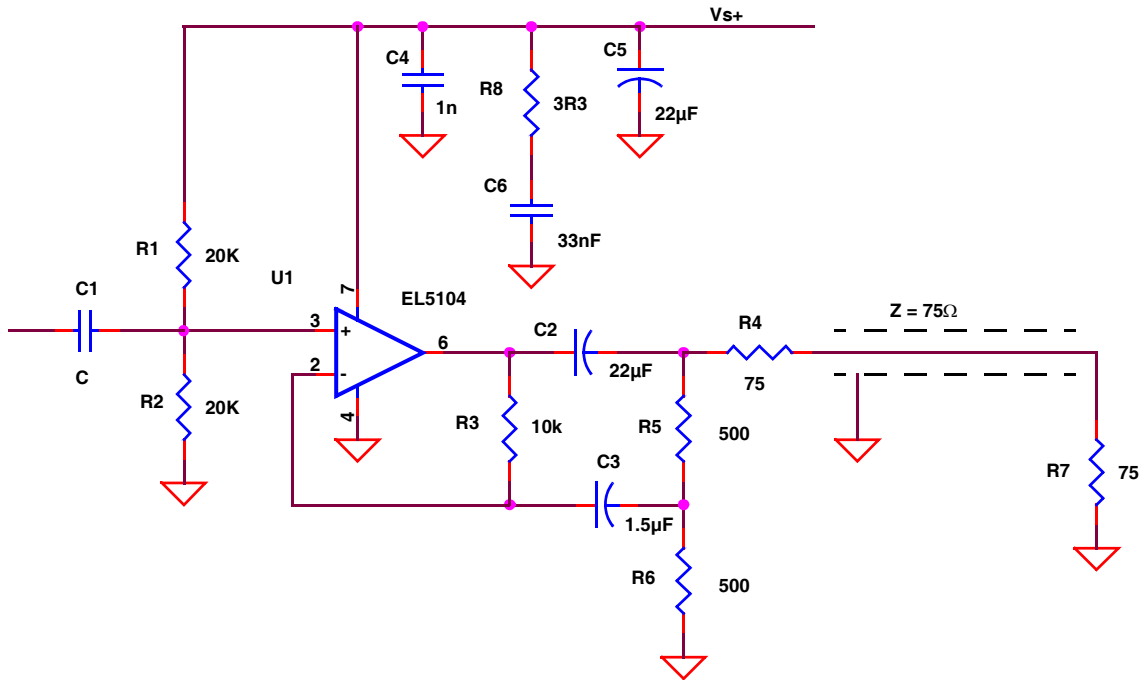 Vs+
C4
1n
R8
3R3
C5
22µF
C6
33nF
R1
20K
U1
7
EL5104
C1
C
3
+
2
-
6
4
R2
20K
C2
22µF
R3
10k
C3
1.5µF
R5
500
R4
75
Z = 75Ω
R6
500
R7
75